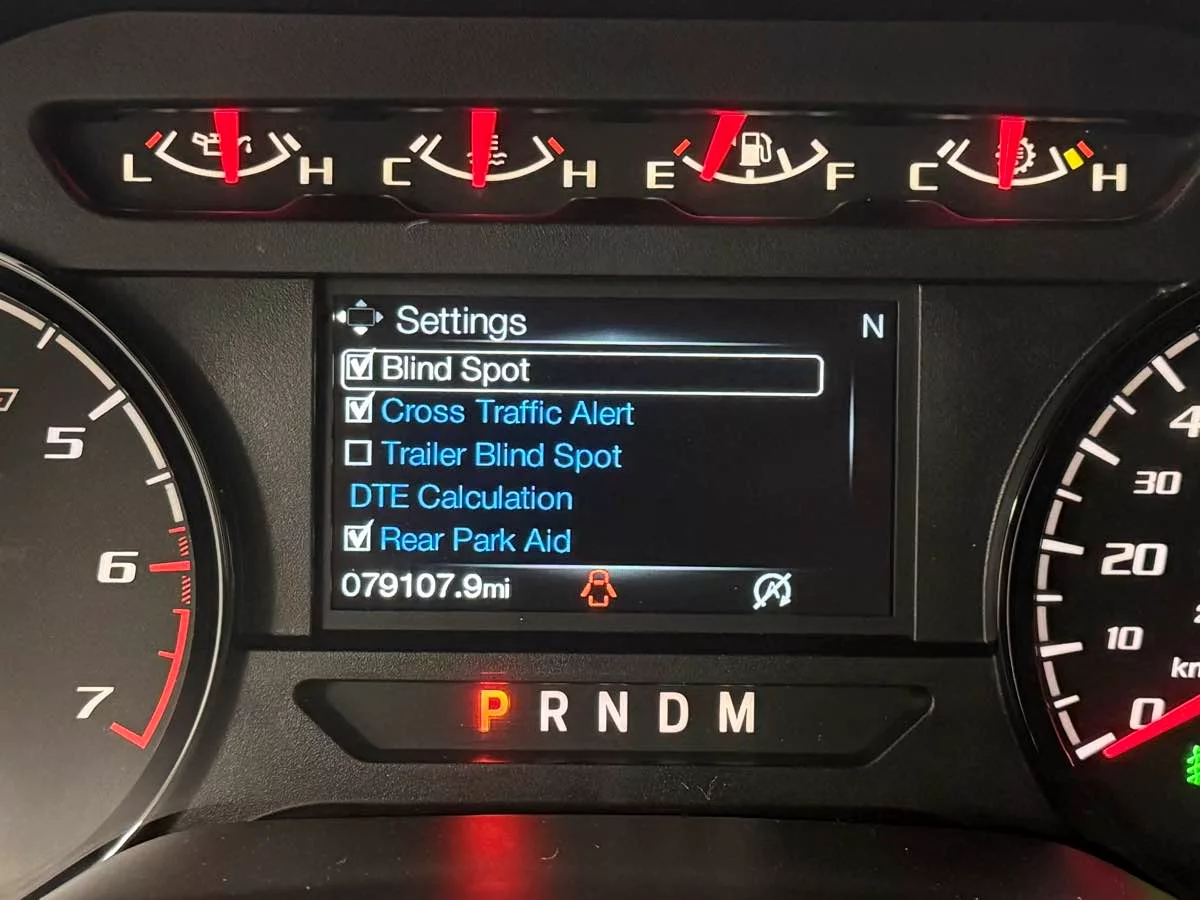 L H C H E F C H
Settings N
Blind Spot
Cross Traffic Alert
Trailer Blind Spot
DTE Calculation
Rear Park Aid
079107.9mi
P R N D M
5
6
7
30
20
10
0